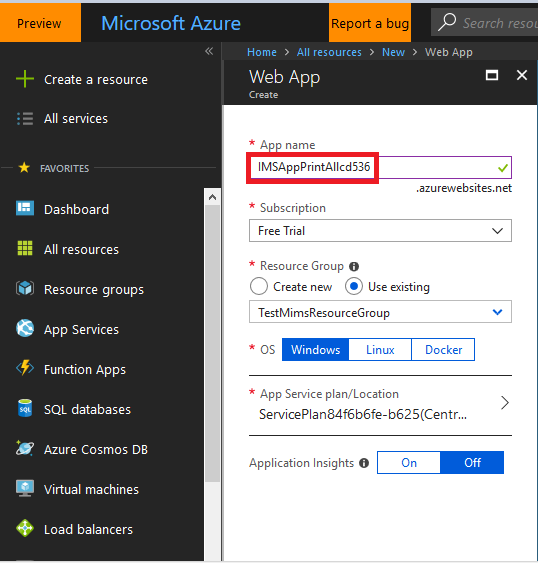 Preview
Microsoft Azure
Report a bug
Search resou
Home > All resources > New > Web App
Web App
Create
Create a resource
All services
FAVORITES
Dashboard
All resources
Resource groups
App Services
Function Apps
SQL databases
Azure Cosmos DB
Virtual machines
Load balancers
* App name
IMSAppPrintAllcd536
.azurewebsites.net
* Subscription
Free Trial
* Resource Group
Create new
Use existing
TestMimsResourceGroup
* OS
Windows
Linux
Docker
* App Service plan/Location
ServicePlan84f6b6fe-b625(Centr...
Application Insights
On
Off